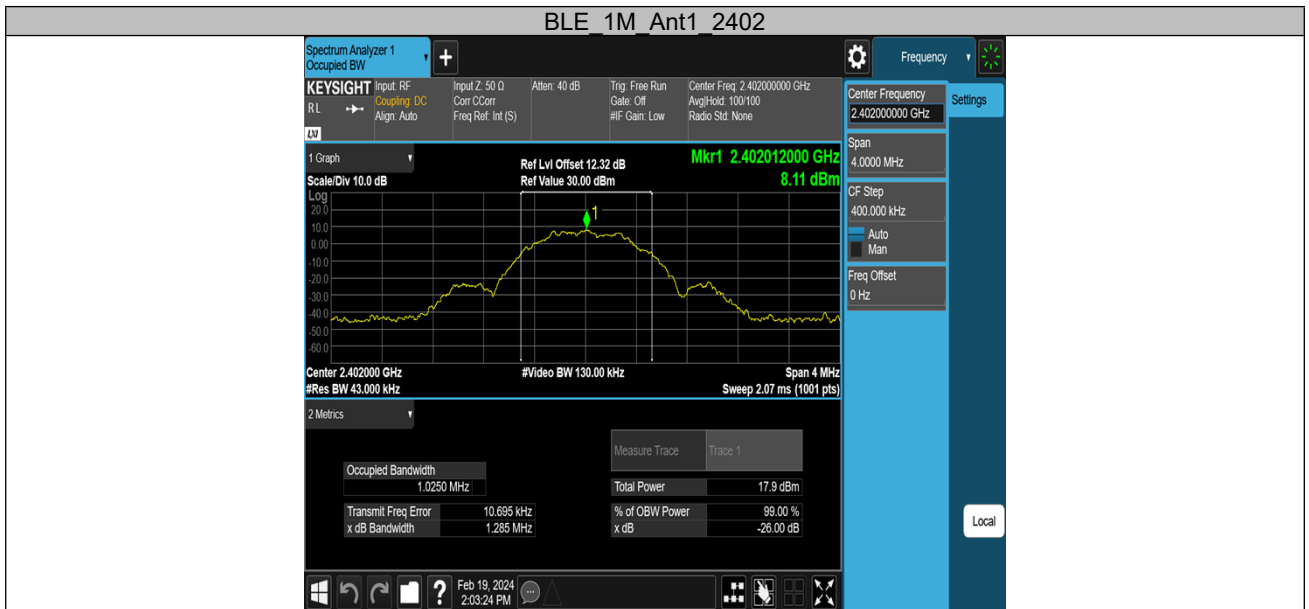 BLE_1M_Ant1_2402
Spectrum Analyzer 1
Occupied BW
+
Frequency
KEYSIGHT
RL
LXI
Input: RF
Coupling: DC
Align: Auto
Input Z: 50 Ω
Corr CCorr
Freq Ref: Int (S)
Atten: 40 dB
Trig: Free Run
Gate: Off
#IF Gain: Low
Center Freq: 2.402000000 GHz
Avg|Hold: 100/100
Radio Std: None
Center Frequency
2.402000000 GHz
Settings
Span
4.0000 MHz
CF Step
400.000 kHz
Auto
Man
Freq Offset
0 Hz
Local
1 Graph
Scale/Div 10.0 dB
Ref Lvl Offset 12.32 dB
Ref Value 30.00 dBm
Mkr1 2.402012000 GHz
8.11 dBm
Log
20.0
10.0
0.00
-10.0
-20.0
-30.0
-40.0
-50.0
-60.0
1
Center 2.402000 GHz
#Res BW 43.000 kHz
#Video BW 130.00 kHz
Span 4 MHz
Sweep 2.07 ms (1001 pts)
2 Metrics
Measure Trace Trace 1
Occupied Bandwidth
1.0250 MHz
Total Power 17.9 dBm
Transmit Freq Error 10.695 kHz
x dB Bandwidth 1.285 MHz
% of OBW Power 99.00 %
x dB -26.00 dB
?
Feb 19, 2024
2:03:24 PM